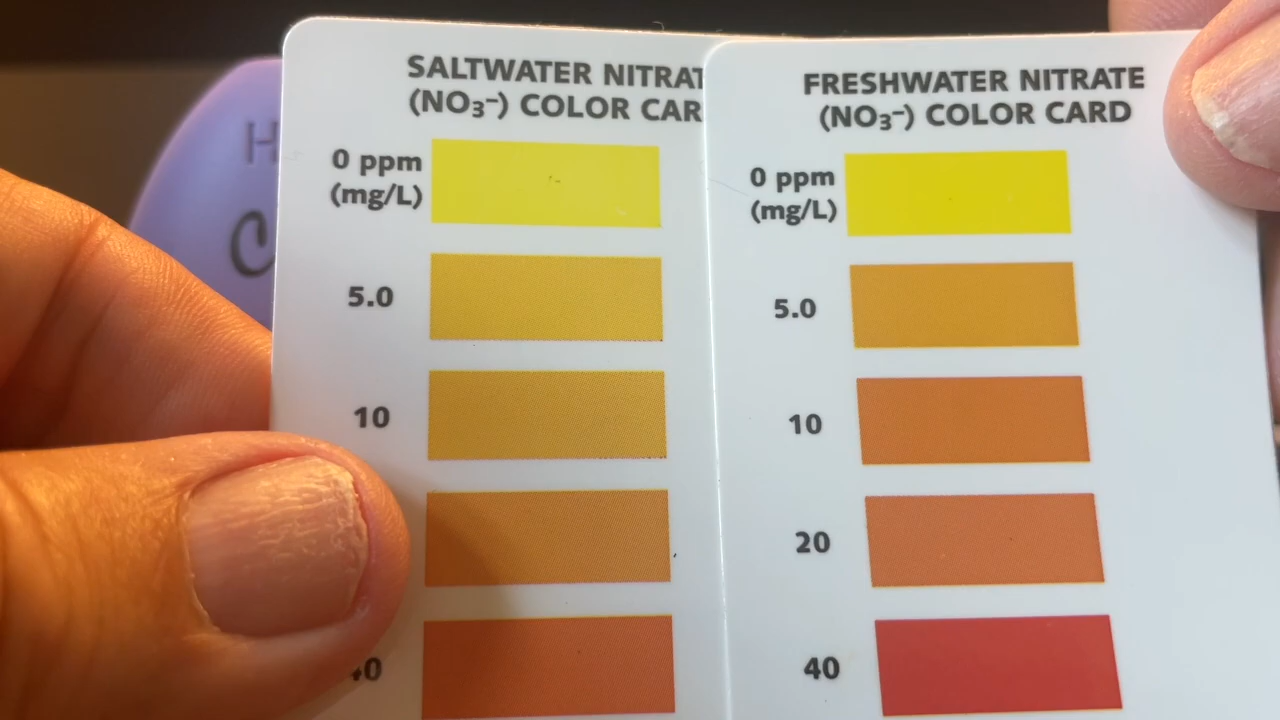 SALTWATER NITRAT
(NO₃⁻) COLOR CAR
0 ppm
(mg/L)
5.0
10
40
FRESHWATER NITRATE
(NO₃⁻) COLOR CARD
0 ppm
(mg/L)
5.0
10
20
40
H
C